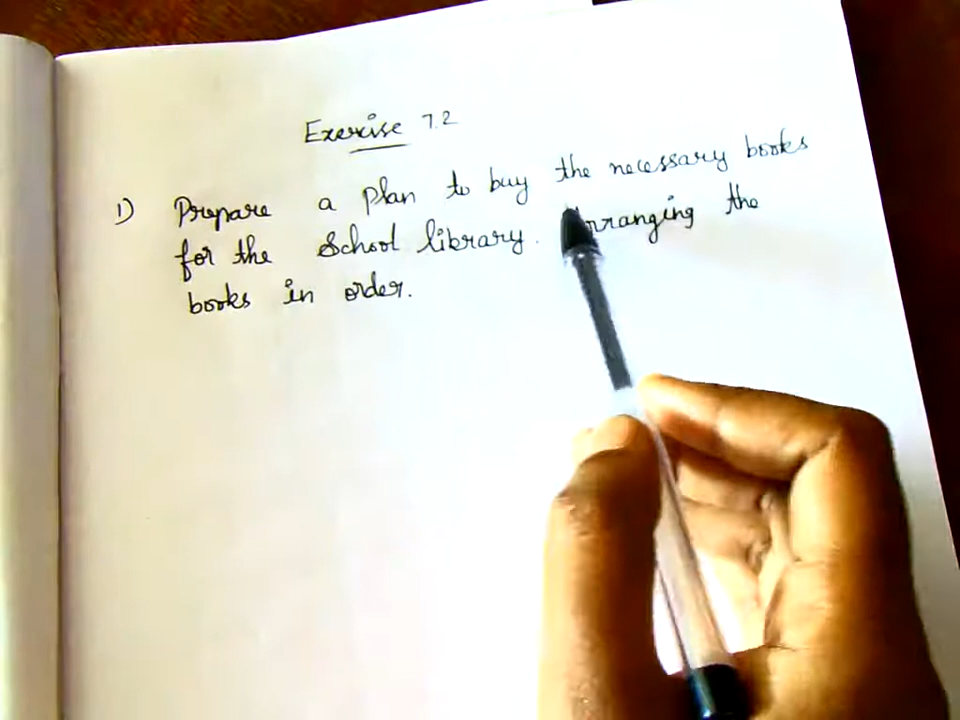 Exercise 7.2
1) Prepare a plan to buy the necessary books
for the School library. Arranging the
books in order.